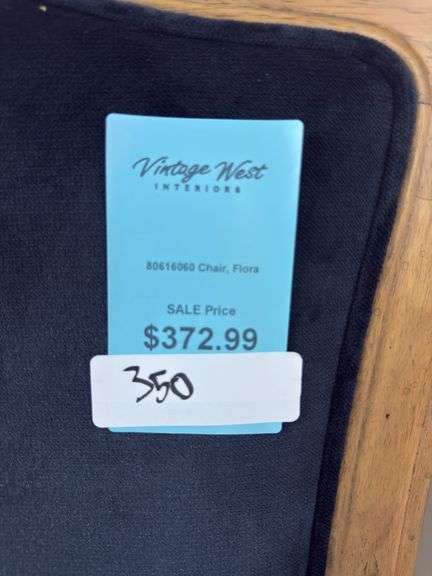 Vintage West
INTERIORS
80616060 Chair, Flora
SALE Price
$372.99
350